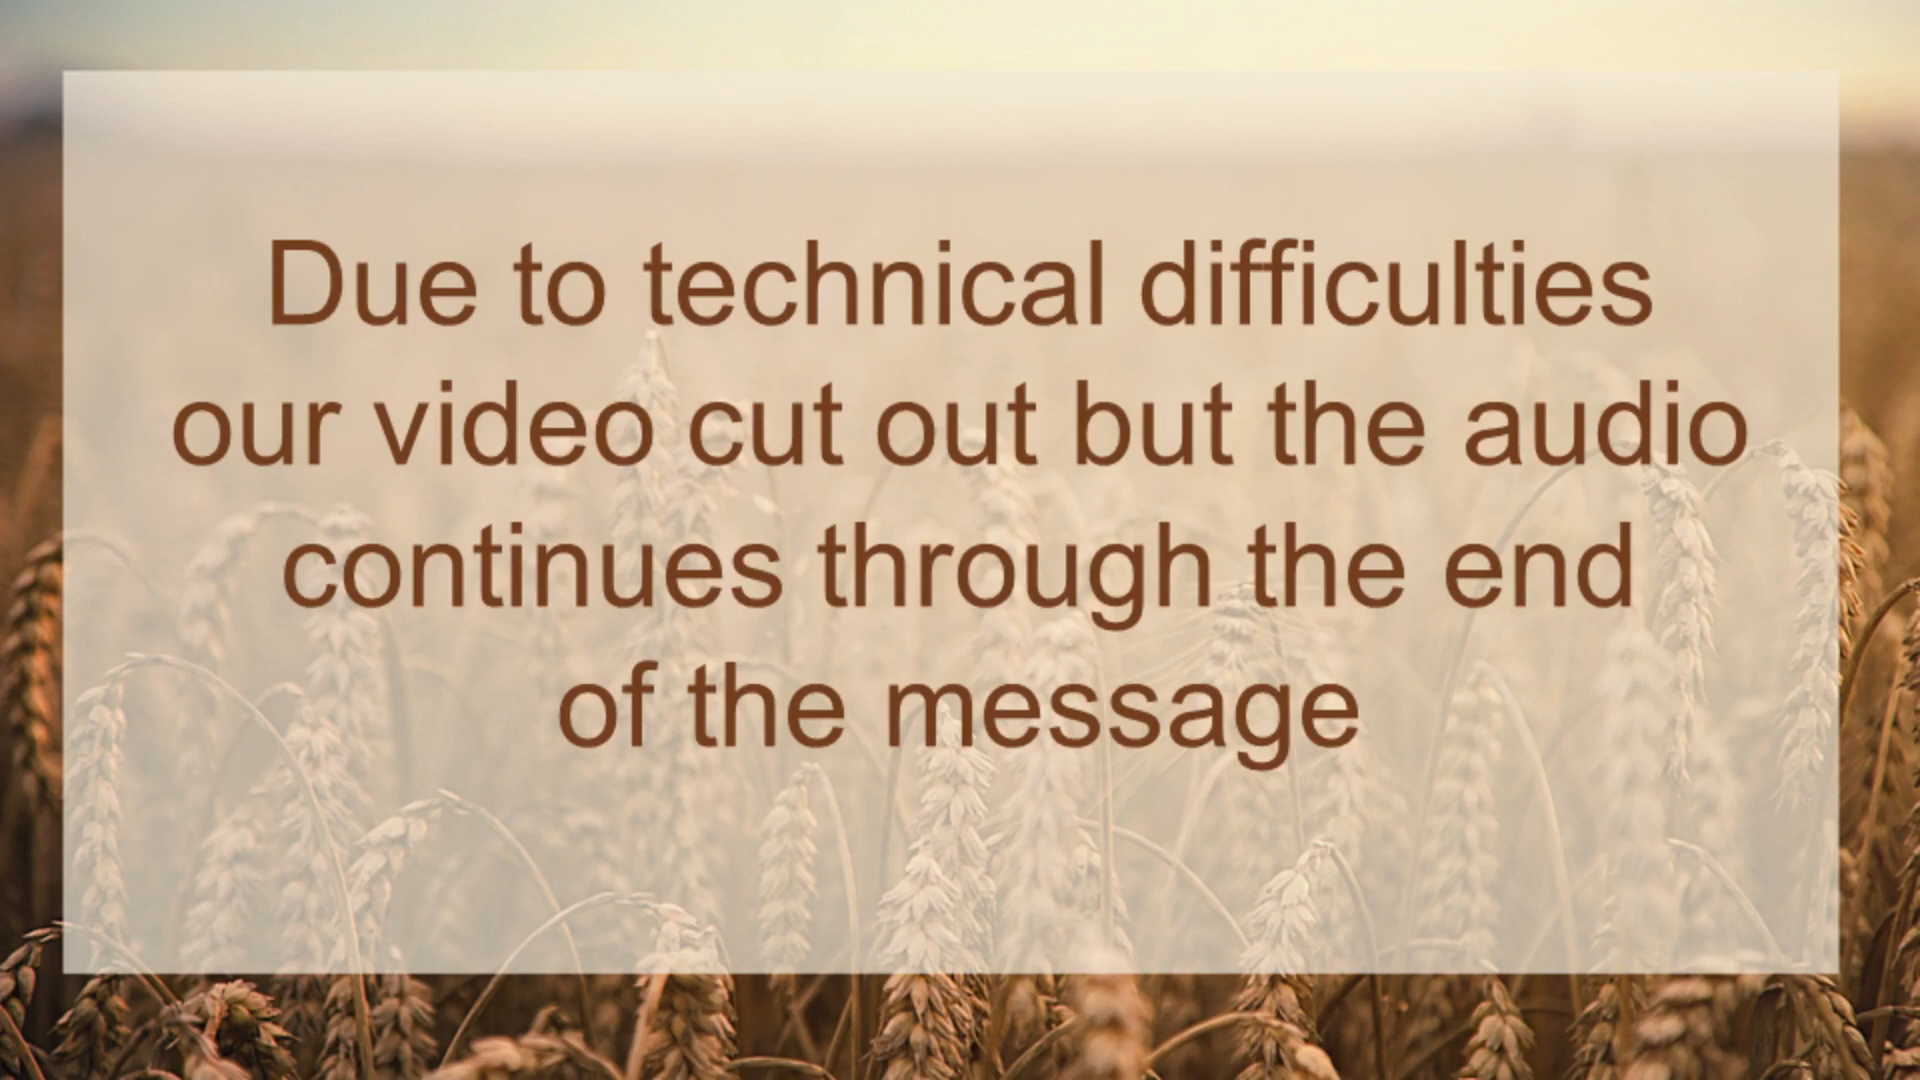 Due to technical difficulties
our video cut out but the audio
continues through the end
of the message